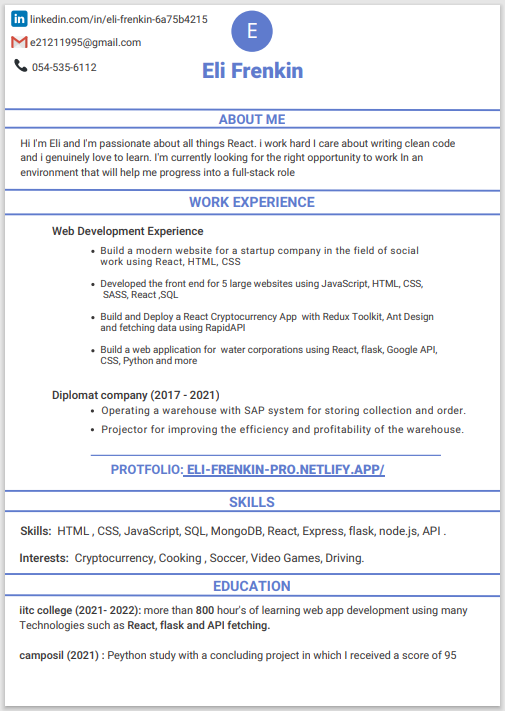 linkedin.com/in/eli-frenkin-6a75b4215
e21211995@gmail.com
054-535-6112
E
Eli Frenkin
ABOUT ME
Hi I'm Eli and I'm passionate about all things React. i work hard I care about writing clean code
and i genuinely love to learn. I'm currently looking for the right opportunity to work In an
environment that will help me progress into a full-stack role
WORK EXPERIENCE
Web Development Experience
• Build a modern website for a startup company in the field of social
work using React, HTML, CSS
• Developed the front end for 5 large websites using JavaScript, HTML, CSS,
SASS, React ,SQL
• Build and Deploy a React Cryptocurrency App with Redux Toolkit, Ant Design
and fetching data using RapidAPI
• Build a web application for water corporations using React, flask, Google API,
CSS, Python and more
Diplomat company (2017 - 2021)
• Operating a warehouse with SAP system for storing collection and order.
• Projector for improving the efficiency and profitability of the warehouse.
PROTFOLIO: ELI-FRENKIN-PRO.NETLIFY.APP/
SKILLS
Skills: HTML , CSS, JavaScript, SQL, MongoDB, React, Express, flask, node.js, API .
Interests: Cryptocurrency, Cooking , Soccer, Video Games, Driving.
EDUCATION
iitc college (2021- 2022): more than 800 hour's of learning web app development using many
Technologies such as React, flask and API fetching.
camposil (2021) : Peython study with a concluding project in which I received a score of 95